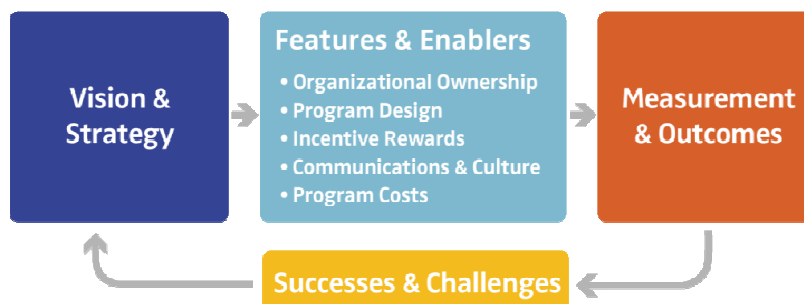 Vision &
Strategy
Features & Enablers
• Organizational Ownership
• Program Design
• Incentive Rewards
• Communications & Culture
• Program Costs
Measurement
& Outcomes
Successes & Challenges